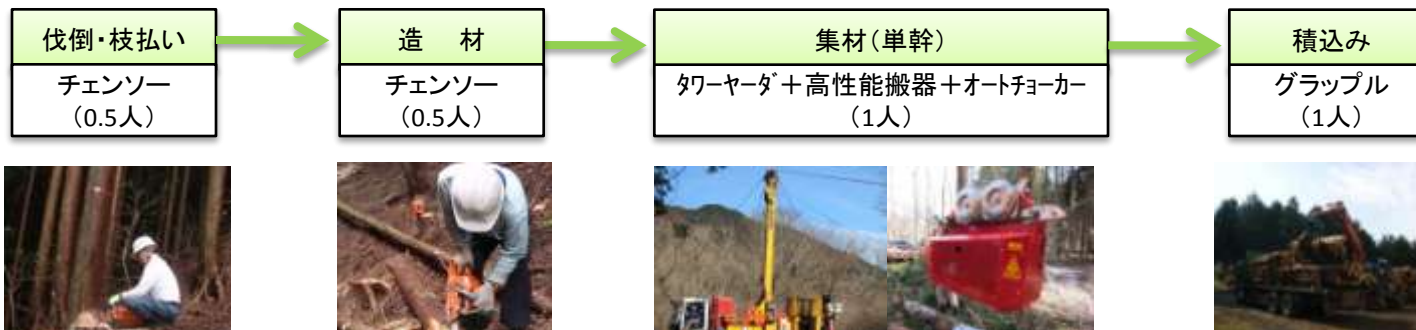 伐倒・枝払い
チェンソー
（0.5人）
造　材
チェンソー
（0.5人）
集材（単幹）
ﾀﾜｰﾔｰﾀﾞ＋高性能搬器＋ｵｰﾄﾁｮｰｶｰ
（1人）
積込み
グラップル
（1人）